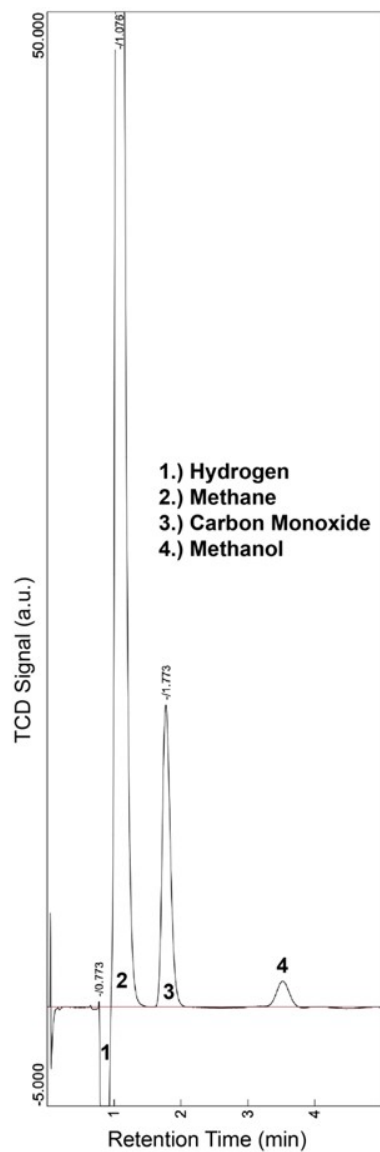 50.000
-/1.076
1.) Hydrogen
2.) Methane
3.) Carbon Monoxide
4.) Methanol
TCD Signal (a.u.)
-/1.773
-/0.773
2
3
4
1
-5.000
1
2
3
4
Retention Time (min)